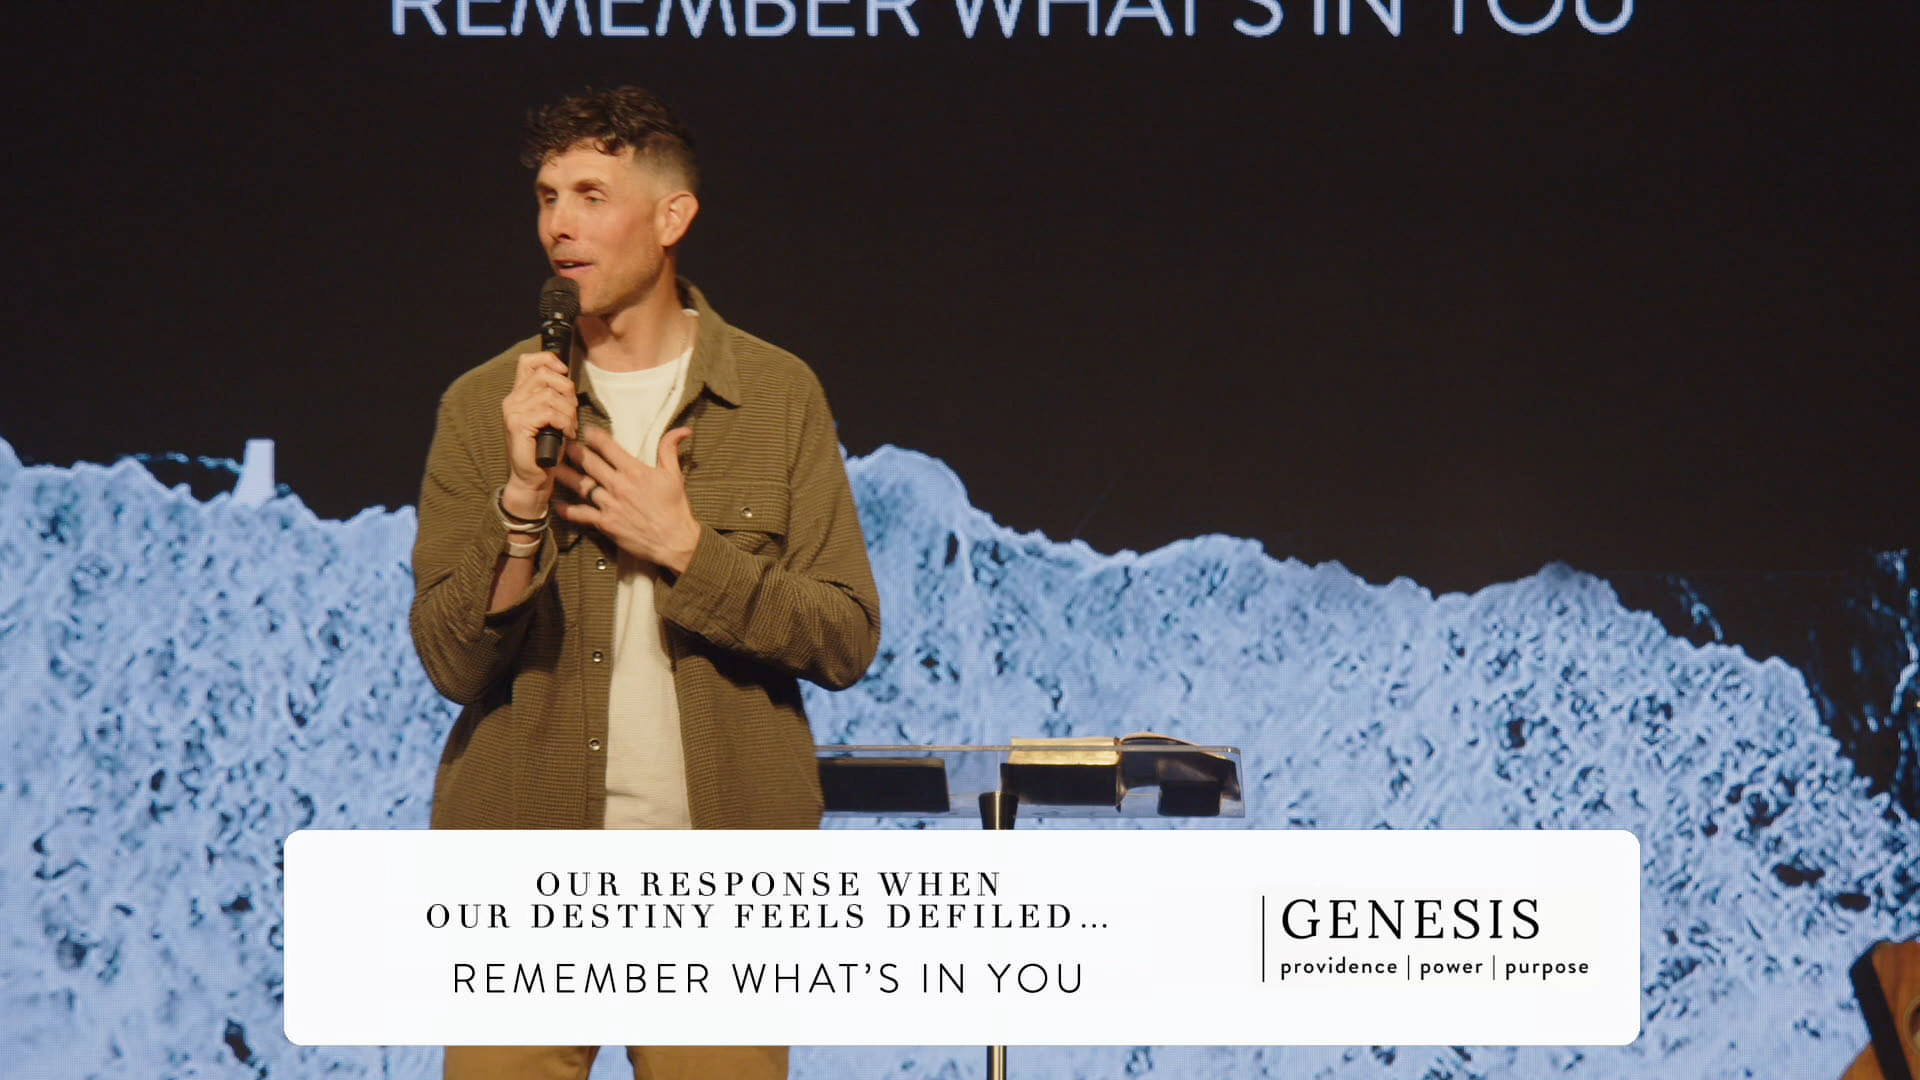 REMEMBER WHAT'S IN YOU
OUR RESPONSE WHEN
OUR DESTINY FEELS DEFILED...
REMEMBER WHAT'S IN YOU
GENESIS
providence | power | purpose